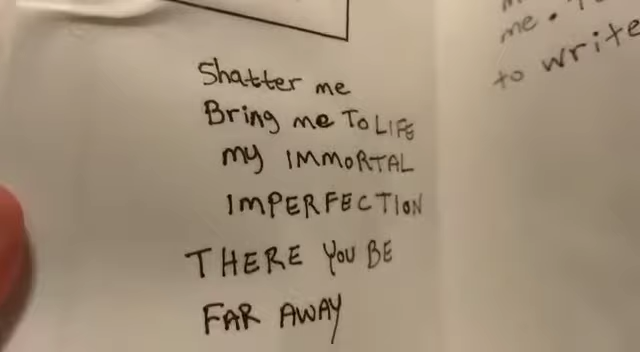 Shatter me
Bring me To LIFE
my IMMORTAL
IMPERFECTION
THERE YOU BE
FAR AWAY
me.
to write